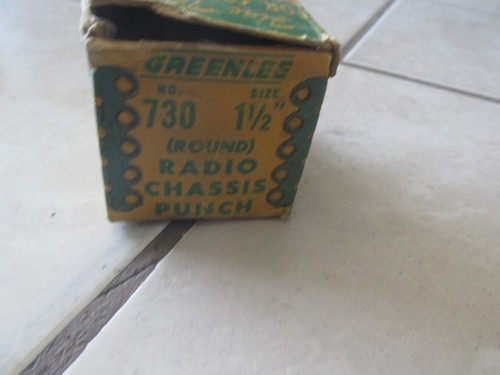 GREENLEE
NO. SIZE
730 1½"
(ROUND)
RADIO
CHASSIS
PUNCH